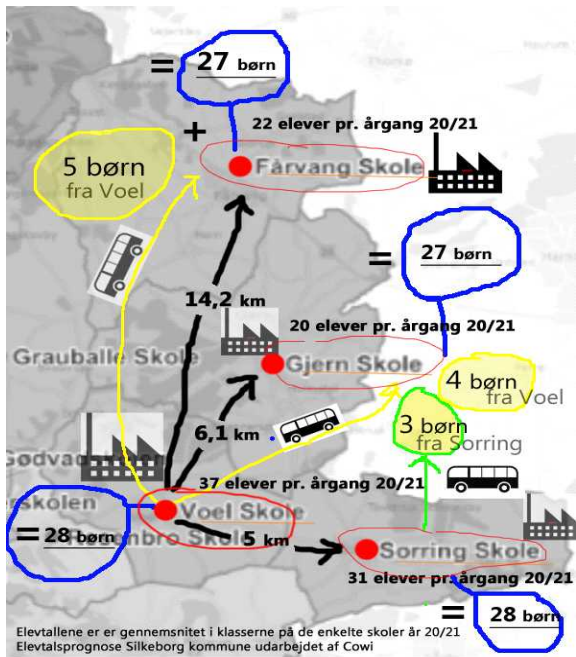 = 27 børn
22 elever pr. årgang 20/21
+
5 børn
fra Voel
Fårvang Skole
= 27 børn
14,2 km
20 elever pr. årgang 20/21
Grauballe Skole
Gjern Skole
4 børn
fra Voel
3 børn
fra Sorring
6,1 km
37 elever pr. årgang 20/21
Voel Skole
= 28 børn
5 km
Sorring Skole
31 elever pr. årgang 20/21
= 28 børn
Elevtallene er er gennemsnitet i klasserne på de enkelte skoler år 20/21
Elevtalsprognose Silkeborg kommune udarbejdet af Cowi